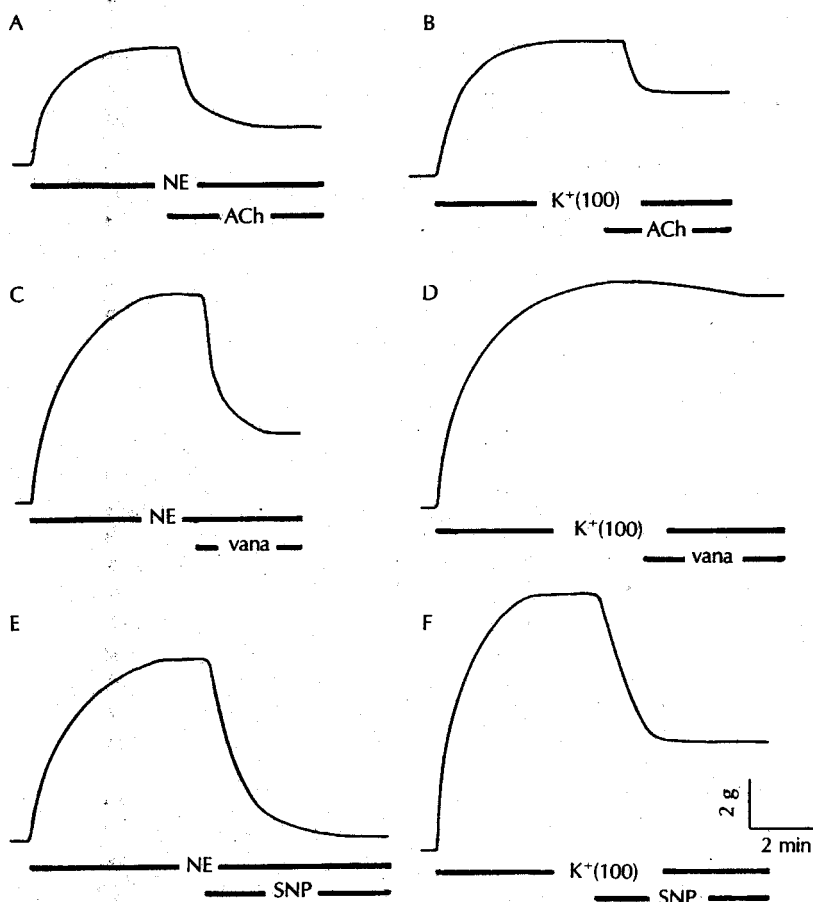 A
B
NE
K+(100)
ACh
ACh
C
D
NE
K+(100)
vana
vana
E
F
2 g
2 min
NE
K+(100)
SNP
SNP